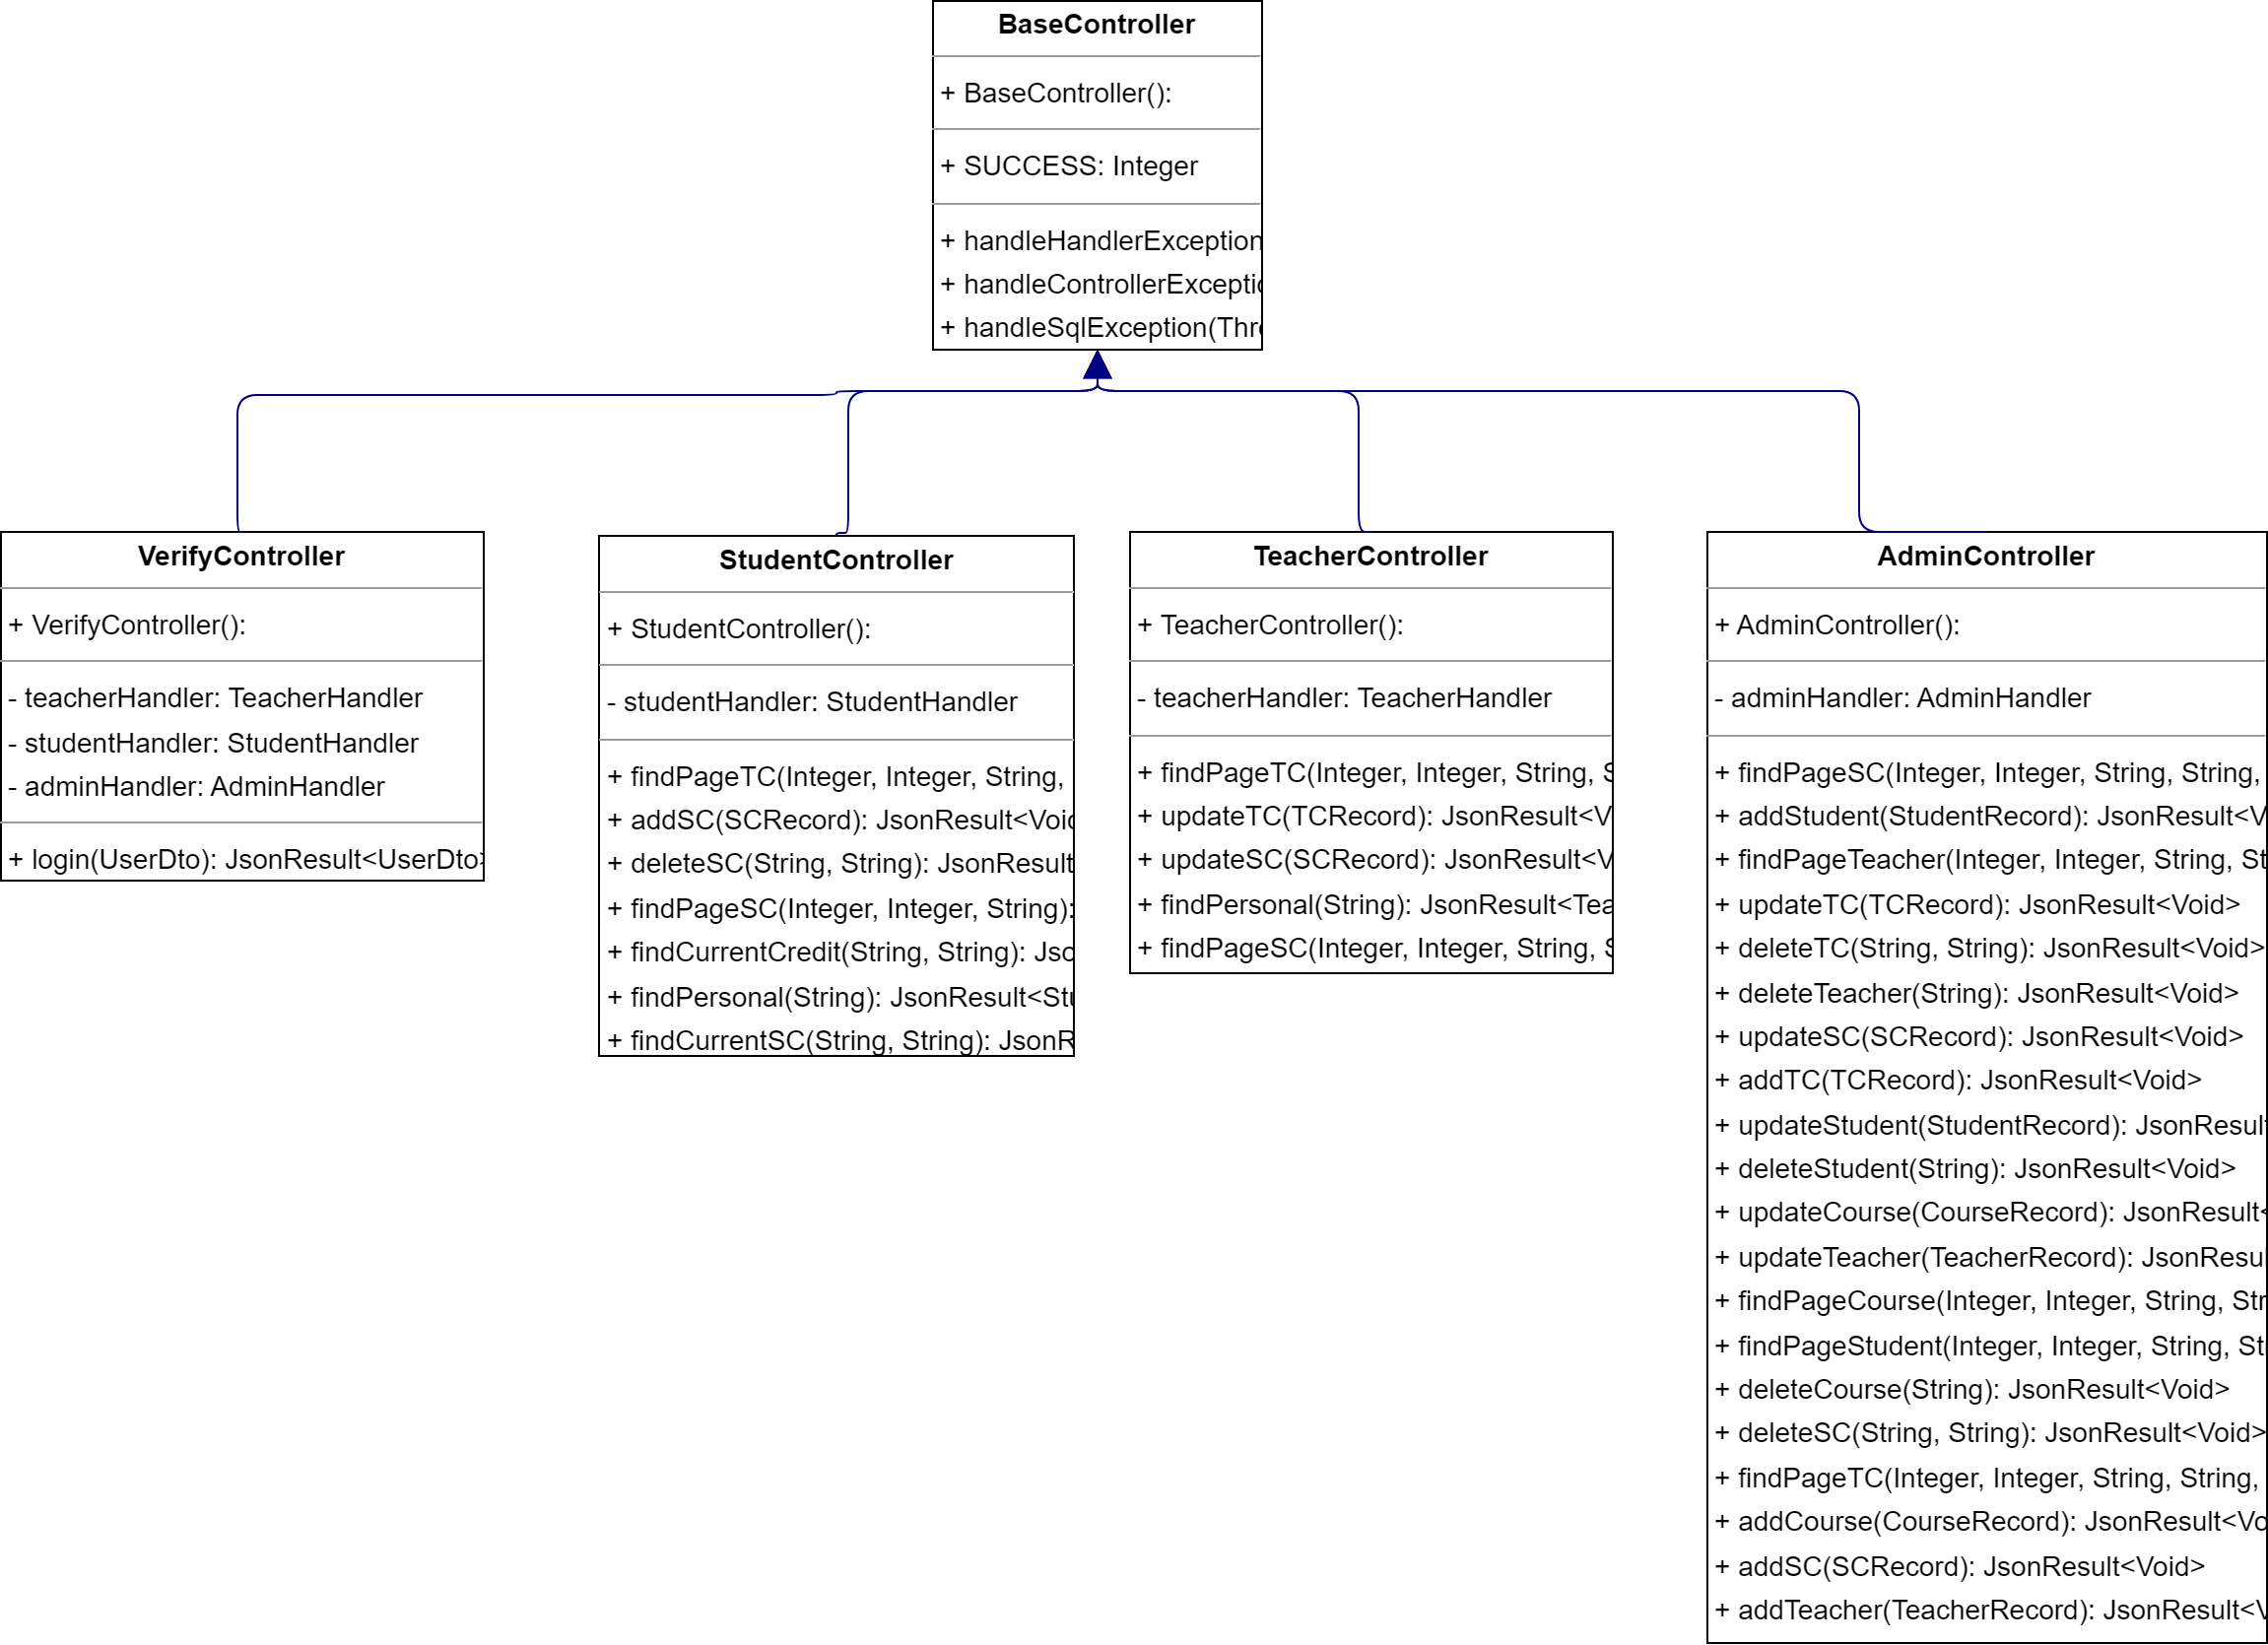 BaseController
+ BaseController():
+ SUCCESS: Integer
+ handleHandlerException
+ handleControllerExceptio
+ handleSqlException(Thr
VerifyController
+ VerifyController():
- teacherHandler: TeacherHandler
- studentHandler: StudentHandler
- adminHandler: AdminHandler
+ login(UserDto): JsonResult<UserDto>
StudentController
+ StudentController():
- studentHandler: StudentHandler
+ findPageTC(Integer, Integer, String,
+ addSC(SCRecord): JsonResult<Void
+ deleteSC(String, String): JsonResult
+ findPageSC(Integer, Integer, String):
+ findCurrentCredit(String, String): Jso
+ findPersonal(String): JsonResult<Stu
+ findCurrentSC(String, String): JsonR
TeacherController
+ TeacherController():
- teacherHandler: TeacherHandler
+ findPageTC(Integer, Integer, String, S
+ updateTC(TCRecord): JsonResult<V
+ updateSC(SCRecord): JsonResult<V
+ findPersonal(String): JsonResult<Tea
+ findPageSC(Integer, Integer, String, S
AdminController
+ AdminController():
- adminHandler: AdminHandler
+ findPageSC(Integer, Integer, String, String,
+ addStudent(StudentRecord): JsonResult<V
+ findPageTeacher(Integer, Integer, String, St
+ updateTC(TCRecord): JsonResult<Void>
+ deleteTC(String, String): JsonResult<Void>
+ deleteTeacher(String): JsonResult<Void>
+ updateSC(SCRecord): JsonResult<Void>
+ addTC(TCRecord): JsonResult<Void>
+ updateStudent(StudentRecord): JsonResult
+ deleteStudent(String): JsonResult<Void>
+ updateCourse(CourseRecord): JsonResult<
+ updateTeacher(TeacherRecord): JsonResu
+ findPageCourse(Integer, Integer, String, Str
+ findPageStudent(Integer, Integer, String, St
+ deleteCourse(String): JsonResult<Void>
+ deleteSC(String, String): JsonResult<Void>
+ findPageTC(Integer, Integer, String, String,
+ addCourse(CourseRecord): JsonResult<Vo
+ addSC(SCRecord): JsonResult<Void>
+ addTeacher(TeacherRecord): JsonResult<V